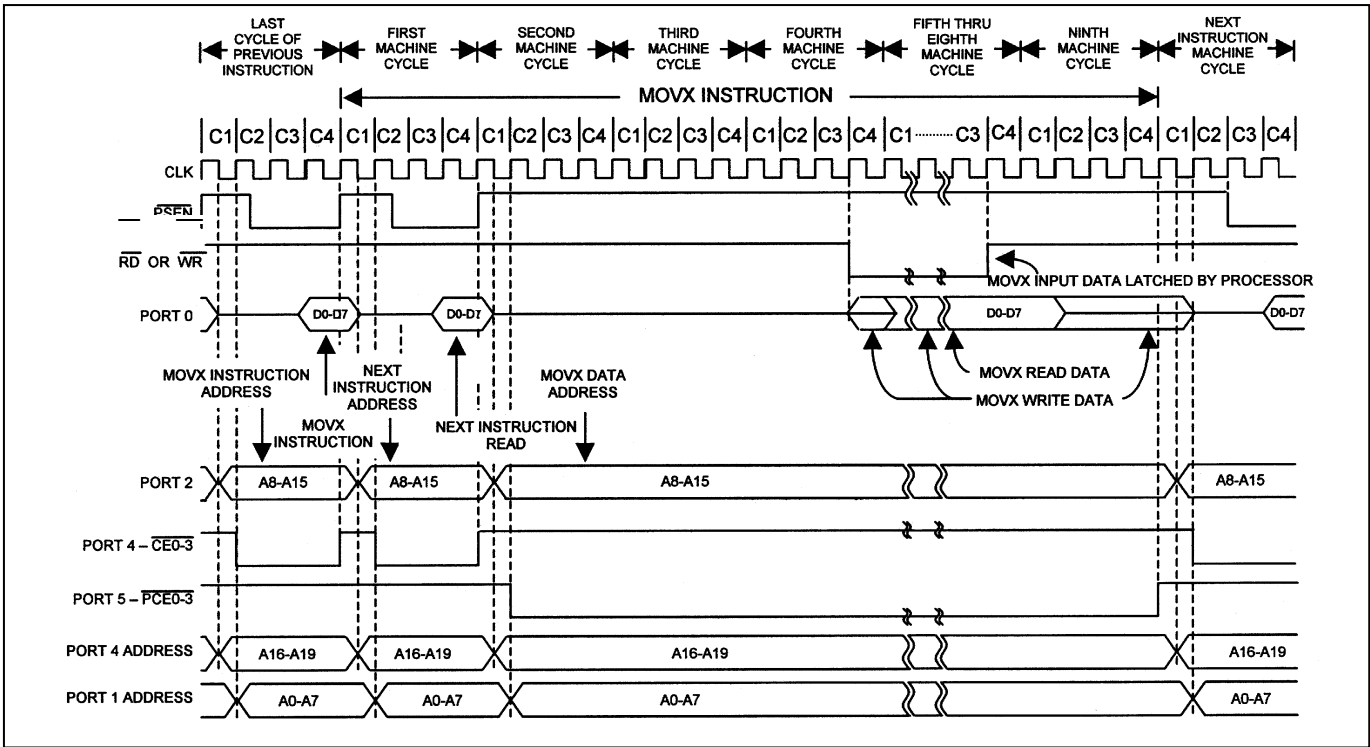 LAST CYCLE OF PREVIOUS INSTRUCTION
FIRST MACHINE CYCLE
SECOND MACHINE CYCLE
THIRD MACHINE CYCLE
FOURTH MACHINE CYCLE
FIFTH THRU EIGHTH MACHINE CYCLE
NINTH MACHINE CYCLE
NEXT INSTRUCTION MACHINE CYCLE
MOVX INSTRUCTION
C1 C2 C3 C4 C1 C2 C3 C4 C1 C2 C3 C4 C1 C2 C3 C4 C1 C2 C3 C4 C1 C3 C4 C1 C2 C3 C4 C1 C2 C3 C4
CLK
PSEN
RD OR WR
MOVX INPUT DATA LATCHED BY PROCESSOR
PORT 0
D0-D7
D0-D7
D0-D7
D0-D7
MOVX INSTRUCTION ADDRESS
NEXT INSTRUCTION ADDRESS
MOVX DATA ADDRESS
MOVX READ DATA
MOVX WRITE DATA
MOVX INSTRUCTION
NEXT INSTRUCTION READ
PORT 2
A8-A15
A8-A15
A8-A15
A8-A15
PORT 4 – CE0-3
PORT 5 – PCE0-3
PORT 4 ADDRESS
A16-A19
A16-A19
A16-A19
A16-A19
PORT 1 ADDRESS
A0-A7
A0-A7
A0-A7
A0-A7